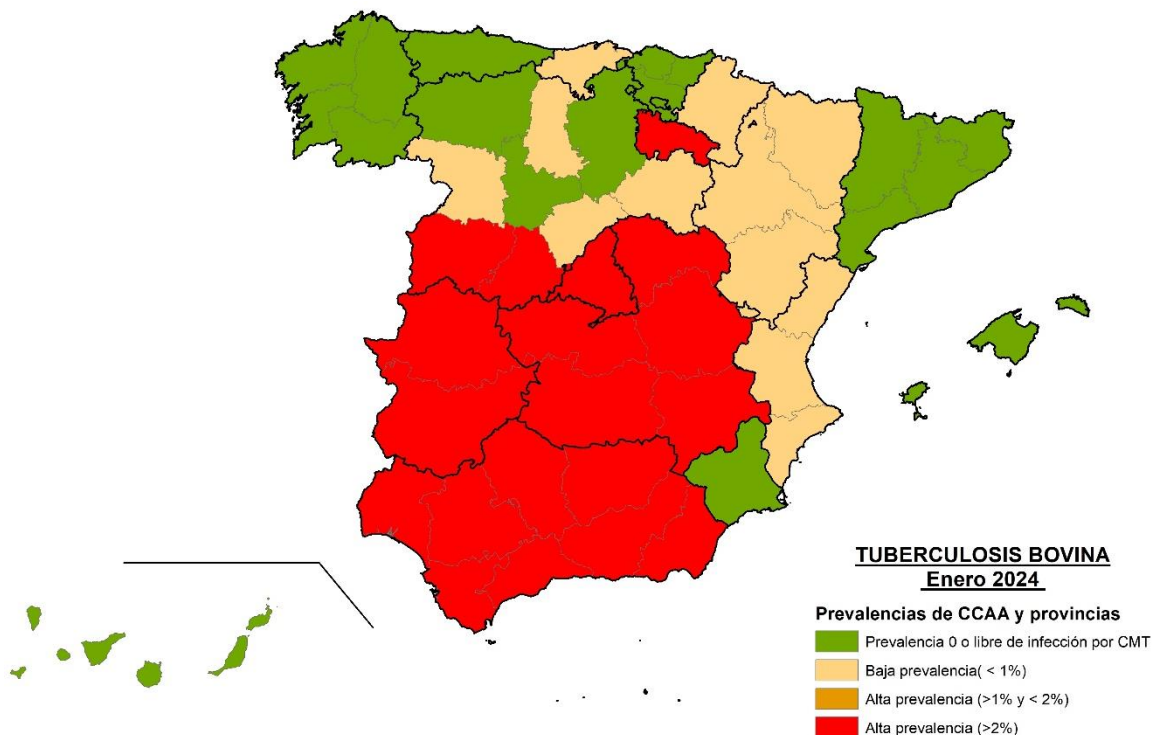 TUBERCULOSIS BOVINA
Enero 2024
Prevalencias de CCAA y provincias
Prevalencia 0 o libre de infección por CMT
Baja prevalencia( < 1%)
Alta prevalencia (>1% y < 2%)
Alta prevalencia (>2%)